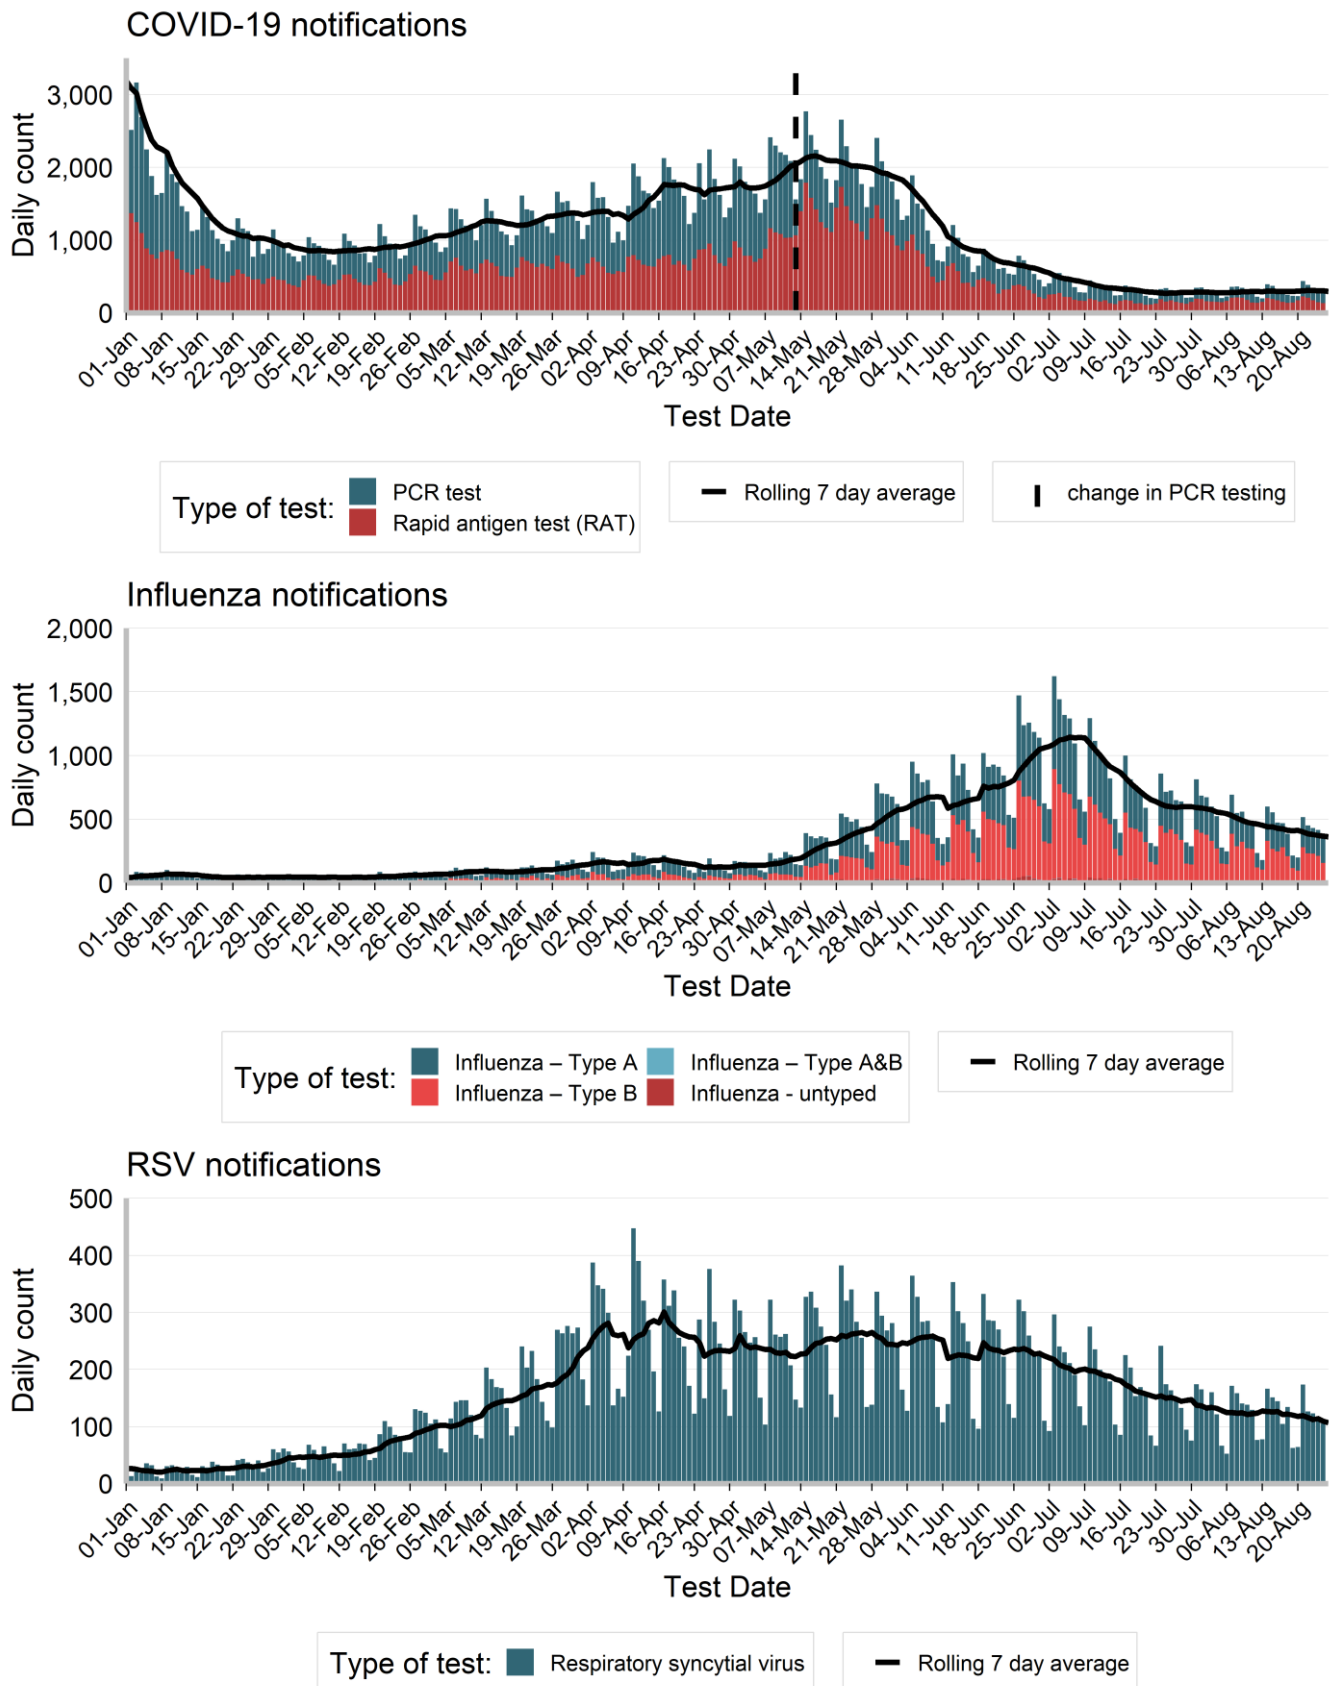 COVID-19 notifications
Daily count
3,000
2,000
1,000
0
01-Jan 08-Jan 15-Jan 22-Jan 29-Jan 05-Feb 12-Feb 19-Feb 26-Feb 05-Mar 12-Mar 19-Mar 26-Mar 02-Apr 09-Apr 16-Apr 23-Apr 30-Apr 07-May 14-May 21-May 28-May 04-Jun 11-Jun 18-Jun 25-Jun 02-Jul 09-Jul 16-Jul 23-Jul 30-Jul 06-Aug 13-Aug 20-Aug
Test Date
Type of test:
PCR test
Rapid antigen test (RAT)
Rolling 7 day average
change in PCR testing
Influenza notifications
Daily count
2,000
1,500
1,000
500
0
01-Jan 08-Jan 15-Jan 22-Jan 29-Jan 05-Feb 12-Feb 19-Feb 26-Feb 05-Mar 12-Mar 19-Mar 26-Mar 02-Apr 09-Apr 16-Apr 23-Apr 30-Apr 07-May 14-May 21-May 28-May 04-Jun 11-Jun 18-Jun 25-Jun 02-Jul 09-Jul 16-Jul 23-Jul 30-Jul 06-Aug 13-Aug 20-Aug
Test Date
Type of test:
Influenza – Type A
Influenza – Type B
Influenza – Type A&B
Influenza - untyped
Rolling 7 day average
RSV notifications
Daily count
500
400
300
200
100
0
01-Jan 08-Jan 15-Jan 22-Jan 29-Jan 05-Feb 12-Feb 19-Feb 26-Feb 05-Mar 12-Mar 19-Mar 26-Mar 02-Apr 09-Apr 16-Apr 23-Apr 30-Apr 07-May 14-May 21-May 28-May 04-Jun 11-Jun 18-Jun 25-Jun 02-Jul 09-Jul 16-Jul 23-Jul 30-Jul 06-Aug 13-Aug 20-Aug
Test Date
Type of test:
Respiratory syncytial virus
Rolling 7 day average